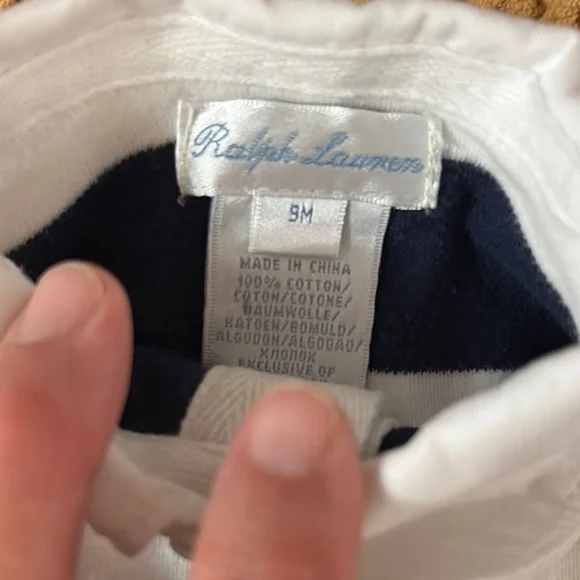 Ralph Lauren
9M
MADE IN CHINA
100% COTTON/
COTON/COTONE/
BAUMWOLLE/
KATOEN/BOMULD/
ALGODON/ALGODAO/
ХЛОПОК
EXCLUSIVE OF